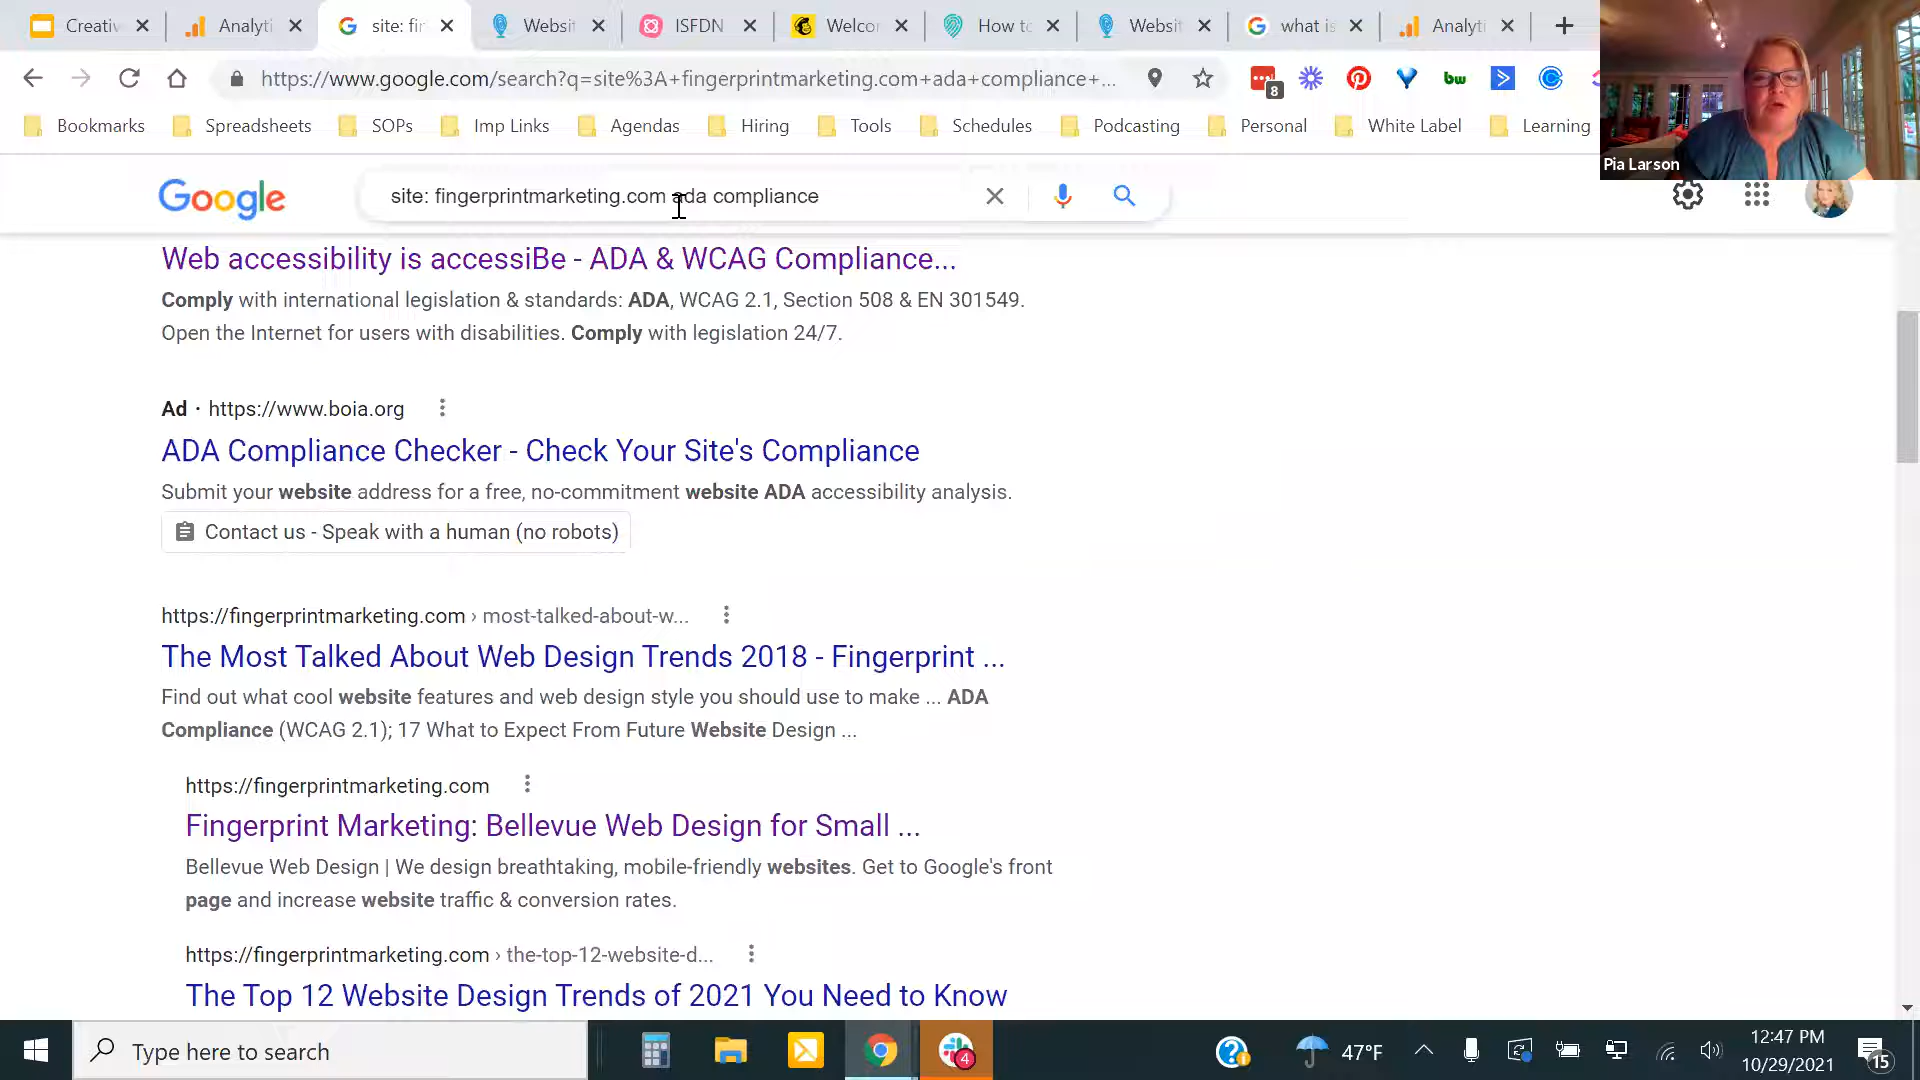 Creativ
Analyti
site: fin
Websit
ISFDN
Welco
How to
Websit
what is
Analyti
https://www.google.com/search?q=site%3A+fingerprintmarketing.com+ada+compliance+...
8
bw
Bookmarks
Spreadsheets
SOPs
Imp Links
Agendas
Hiring
Tools
Schedules
Podcasting
Personal
White Label
Learning
Pia Larson
Google
site: fingerprintmarketing.com ada compliance
Web accessibility is accessiBe - ADA & WCAG Compliance...
Comply with international legislation & standards: ADA, WCAG 2.1, Section 508 & EN 301549.
Open the Internet for users with disabilities. Comply with legislation 24/7.
Ad · https://www.boia.org
ADA Compliance Checker - Check Your Site's Compliance
Submit your website address for a free, no-commitment website ADA accessibility analysis.
Contact us - Speak with a human (no robots)
https://fingerprintmarketing.com › most-talked-about-w...
The Most Talked About Web Design Trends 2018 - Fingerprint ...
Find out what cool website features and web design style you should use to make ... ADA
Compliance (WCAG 2.1); 17 What to Expect From Future Website Design ...
https://fingerprintmarketing.com
Fingerprint Marketing: Bellevue Web Design for Small ...
Bellevue Web Design | We design breathtaking, mobile-friendly websites. Get to Google's front
page and increase website traffic & conversion rates.
https://fingerprintmarketing.com › the-top-12-website-d...
The Top 12 Website Design Trends of 2021 You Need to Know
Type here to search
4
47°F
12:47 PM
10/29/2021
15